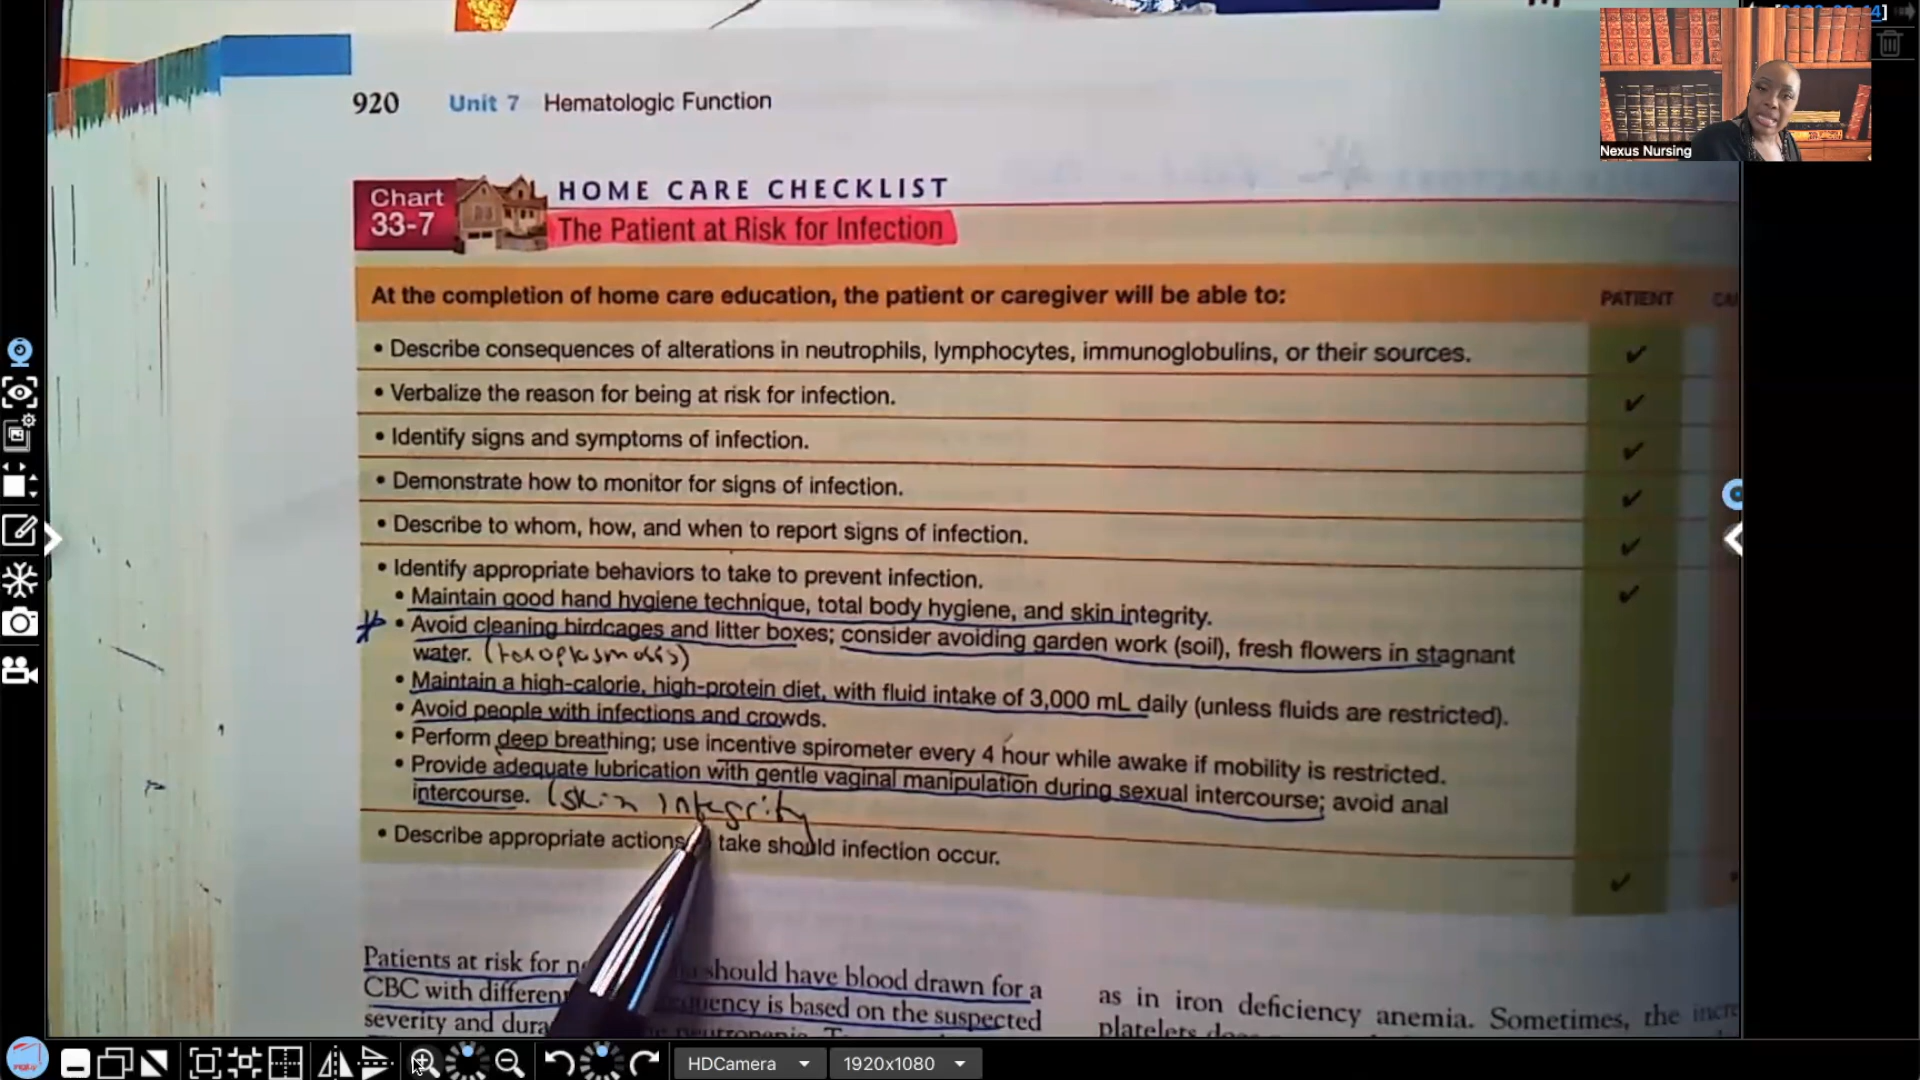 Nexus Nursing
920 Unit 7 Hematologic Function
Chart 33-7
HOME CARE CHECKLIST
The Patient at Risk for Infection
At the completion of home care education, the patient or caregiver will be able to: PATIENT
• Describe consequences of alterations in neutrophils, lymphocytes, immunoglobulins, or their sources. ✓
• Verbalize the reason for being at risk for infection. ✓
• Identify signs and symptoms of infection. ✓
• Demonstrate how to monitor for signs of infection. ✓
• Describe to whom, how, and when to report signs of infection. ✓
• Identify appropriate behaviors to take to prevent infection. ✓
• Maintain good hand hygiene technique, total body hygiene, and skin integrity.
* • Avoid cleaning birdcages and litter boxes; consider avoiding garden work (soil), fresh flowers in stagnant
water. (toxoplasmosis)
• Maintain a high-calorie, high-protein diet, with fluid intake of 3,000 mL daily (unless fluids are restricted).
• Avoid people with infections and crowds.
• Perform deep breathing; use incentive spirometer every 4 hour while awake if mobility is restricted.
• Provide adequate lubrication with gentle vaginal manipulation during sexual intercourse; avoid anal
intercourse. (skin integrity
• Describe appropriate actions take should infection occur. ✓
Patients at risk for should have blood drawn for a
CBC with is based on the suspected
severity and
as in iron deficiency anemia. Sometimes, the
platelets
HDCamera 1920x1080